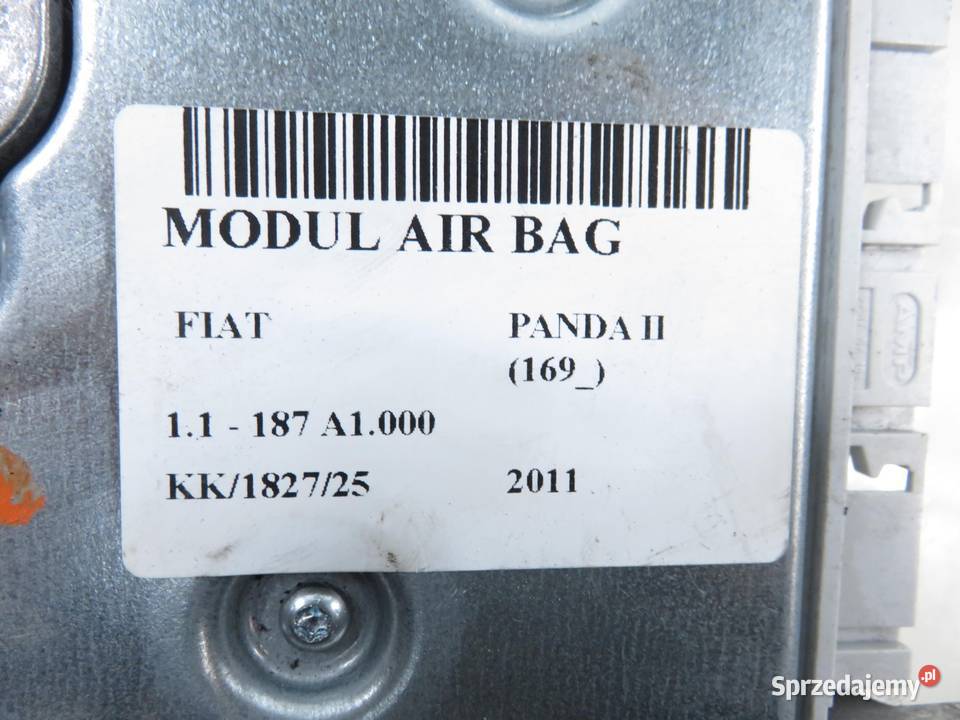 MODUL AIR BAG
FIAT PANDA II
(169_)
1.1 - 187 A1.000
KK/1827/25 2011
AMP
Sprzedajemy.pl